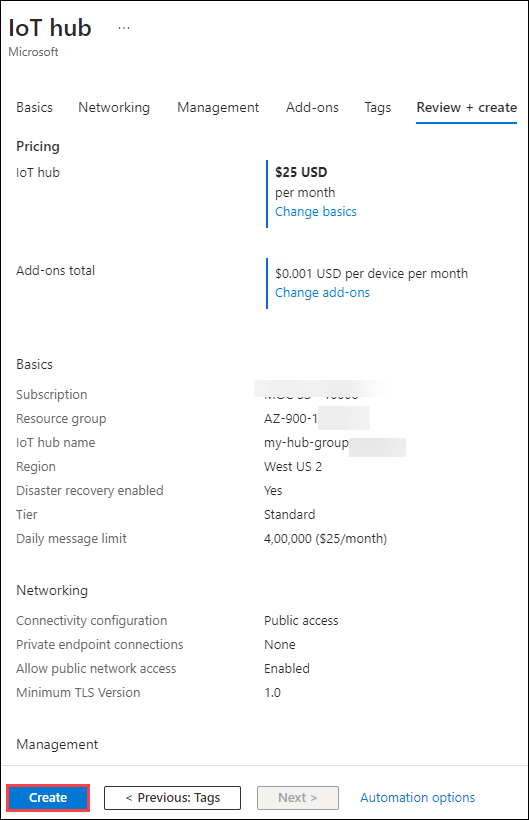 IoT hub ...
Microsoft
Basics Networking Management Add-ons Tags Review + create
Pricing
IoT hub $25 USD
per month
Change basics
Add-ons total $0.001 USD per device per month
Change add-ons
Basics
Subscription
Resource group AZ-900-1
IoT hub name my-hub-group
Region West US 2
Disaster recovery enabled Yes
Tier Standard
Daily message limit 4,00,000 ($25/month)
Networking
Connectivity configuration Public access
Private endpoint connections None
Allow public network access Enabled
Minimum TLS Version 1.0
Management
Create < Previous: Tags Next > Automation options